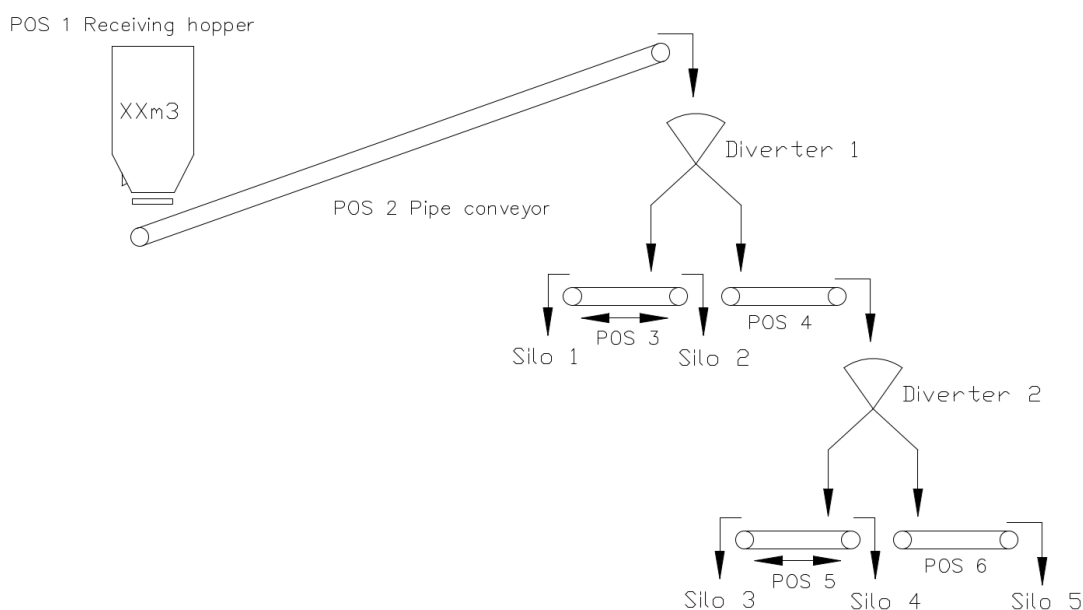 POS 1 Receiving hopper
XXm3
POS 2 Pipe conveyor
Diverter 1
POS 3
POS 4
Silo 1
Silo 2
Diverter 2
POS 5
POS 6
Silo 3
Silo 4
Silo 5